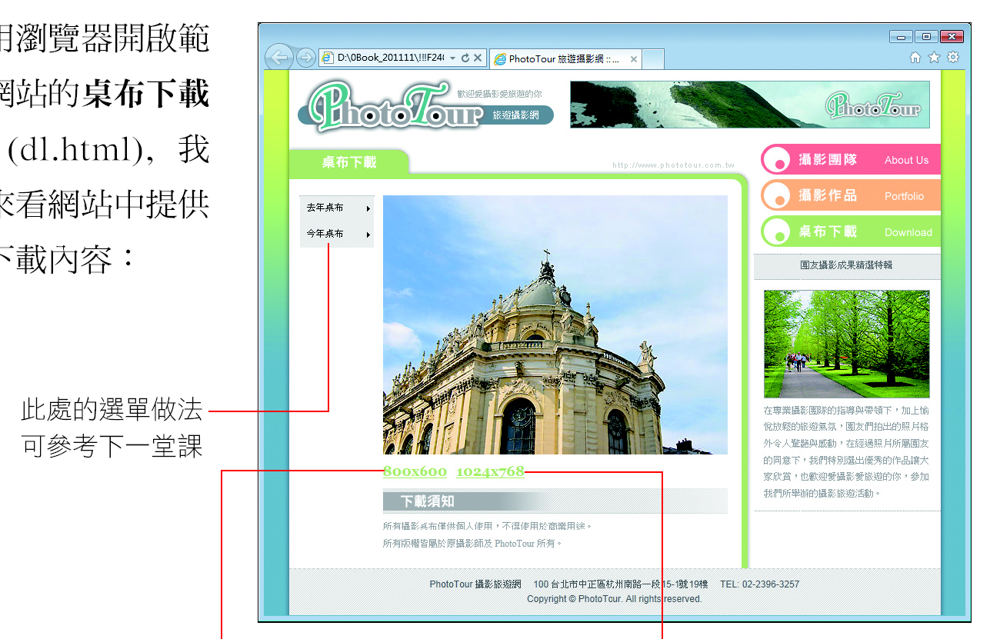 用瀏覽器開啟範
網站的桌布下載
(dl.html), 我
來看網站中提供
下載內容：
此處的選單做法
可參考下一堂課
D:\0Book_201111\!!!F24
PhotoTour 旅遊攝影網 ::...
PhotoTour
歡迎愛攝影愛旅遊的你
旅遊攝影網
PhotoTour
桌布下載
http://www.phototour.com.tw
攝影團隊 About Us
攝影作品 Portfolio
桌布下載 Download
去年桌布
今年桌布
800x600 1024x768
下載須知
所有攝影桌布僅供個人使用，不得使用於商業用途。
所有版權皆屬於原攝影師及 PhotoTour 所有。
團友攝影成果精選特輯
在專業攝影團隊的指導與帶領下，加上愉
悅放鬆的旅遊氣氛，團友們拍出的照片格
外令人驚艷與感動，在經過照片所屬團友
的同意下，我們特別選出優秀的作品讓大
家欣賞，也歡迎愛攝影愛旅遊的你，參加
我們所舉辦的攝影旅遊活動。
PhotoTour 攝影旅遊網 100 台北市中正區杭州南路一段15-1號19樓 TEL: 02-2396-3257
Copyright © PhotoTour. All rights reserved.